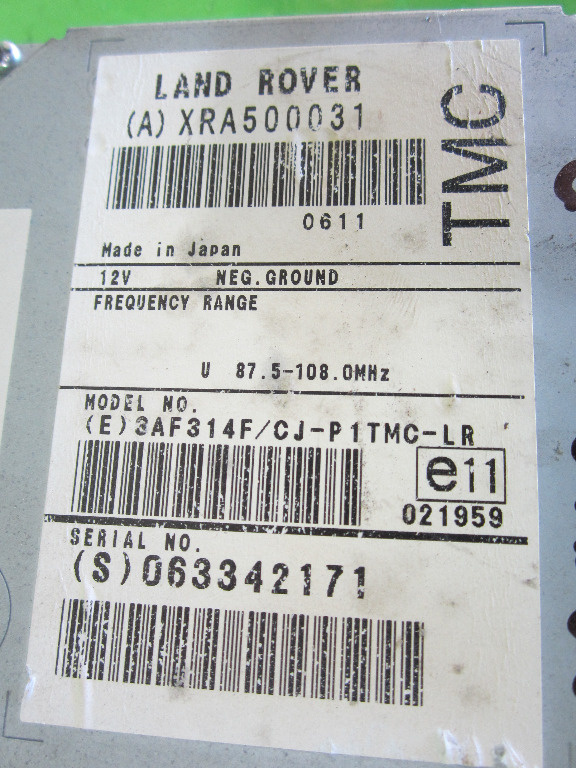 LAND ROVER
(A) XRA500031
TMC
0611
Made in Japan
12V NEG.GROUND
FREQUENCY RANGE
U 87.5-108.0MHz
MODEL NO.
(E)3AF314F/CJ-P1TMC-LR
e11
021959
SERIAL NO.
(S)063342171